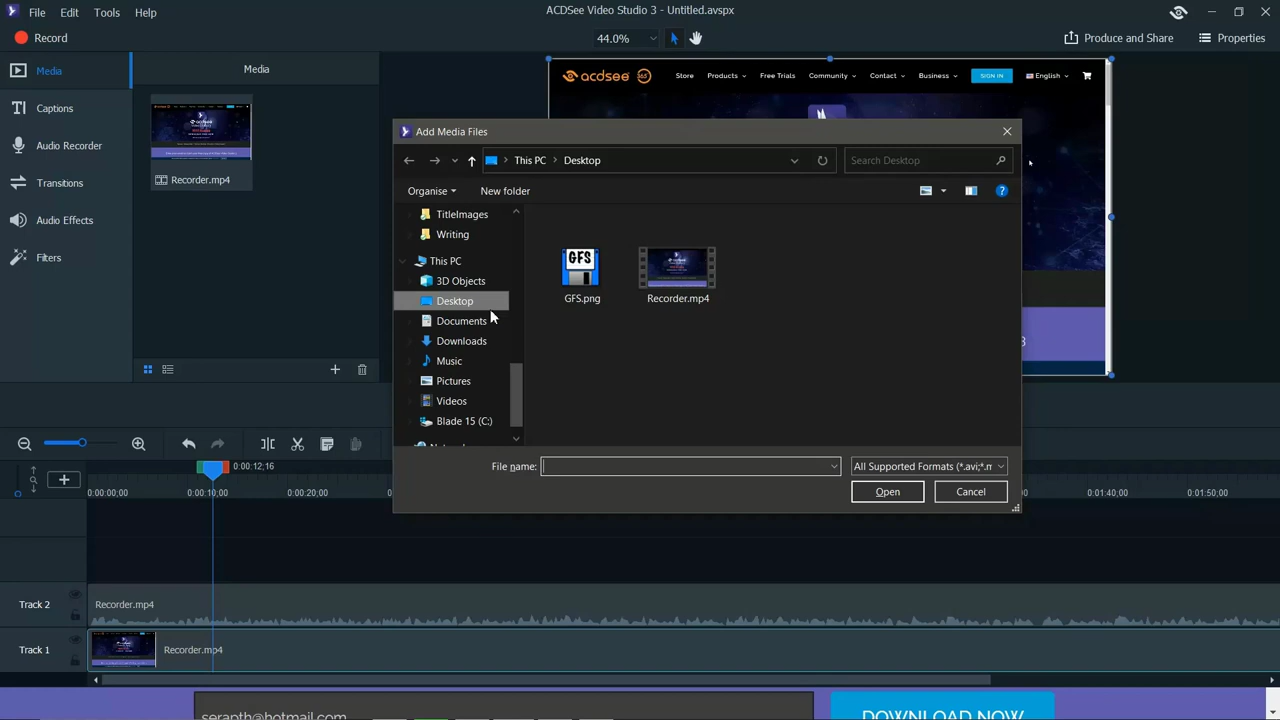 File Edit Tools Help
ACDSee Video Studio 3 - Untitled.avspx
Record
44.0%
Produce and Share
Properties
Media
Captions
Audio Recorder
Transitions
Audio Effects
Filters
Media
Recorder.mp4
acdsee 365
Store Products Free Trials Community Contact Business SIGN IN English
Add Media Files
This PC Desktop
Search Desktop
Organise New folder
TitleImages
Writing
This PC
3D Objects
Desktop
Documents
Downloads
Music
Pictures
Videos
Blade 15 (C:)
GFS
GFS.png
Recorder.mp4
3
File name:
All Supported Formats (*.avi;*.m
Open Cancel
0:00:12;16
0:00:00;00 0:00:10;00 0:00:20;00 0:01:40;00 0:01:50;00
Track 2
Recorder.mp4
Track 1
Recorder.mp4
serapth@hotmail.com
DOWNLOAD NOW